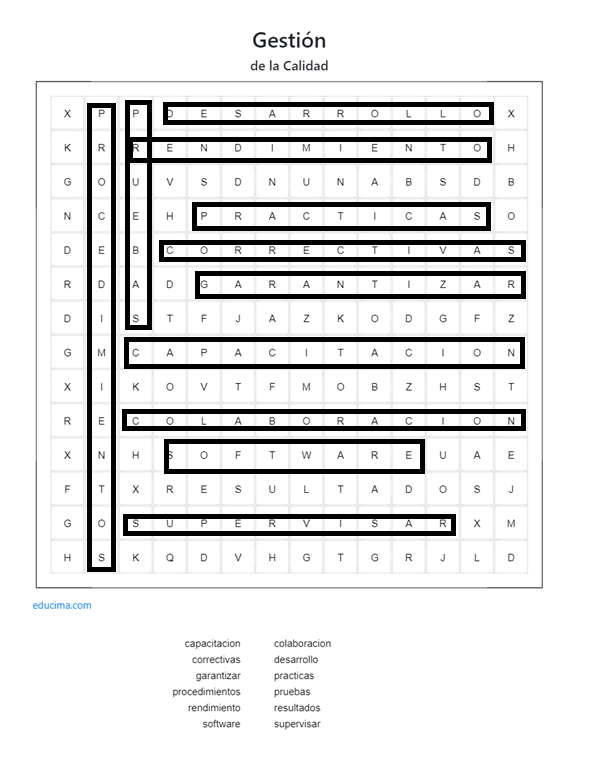 Gestión
de la Calidad
X P P D E S A R R O L L O X
K R R E N D I M I E N T O H
G O U V S D N U N A B S D B
N C E H P R A C T I C A S O
D E B C O R R E C T I V A S
R D A D G A R A N T I Z A R
D I S T F J A Z K O D G F Z
G M C A P A C I T A C I O N
X I K O V T F M O B Z H S T
R E C O L A B O R A C I O N
X N H S O F T W A R E U A E
F T X R E S U L T A D O S J
G O S U P E R V I S A R X M
H S K Q D V H G T G R J L D
educima.com
capacitacion colaboracion
correctivas desarrollo
garantizar practicas
procedimientos pruebas
rendimiento resultados
software supervisar